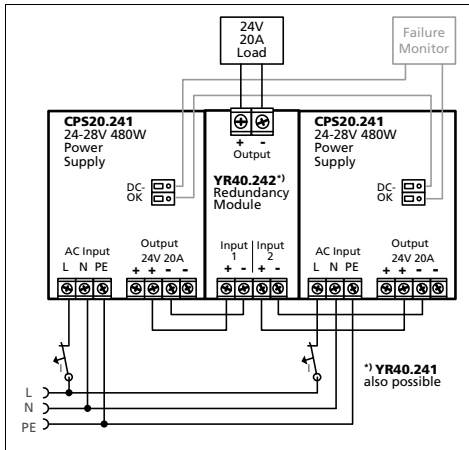 24V
20A
Load
Failure
Monitor
CPS20.241
24-28V 480W
Power
Supply
DC-
OK
AC Input
L N PE
Output
24V 20A
+ + - -
+ -
Output
YR40.242*)
Redundancy
Module
Input
1
Input
2
+ - + -
CPS20.241
24-28V 480W
Power
Supply
DC-
OK
AC Input
L N PE
Output
24V 20A
+ + - -
I
I
*) YR40.241
also possible
L
N
PE